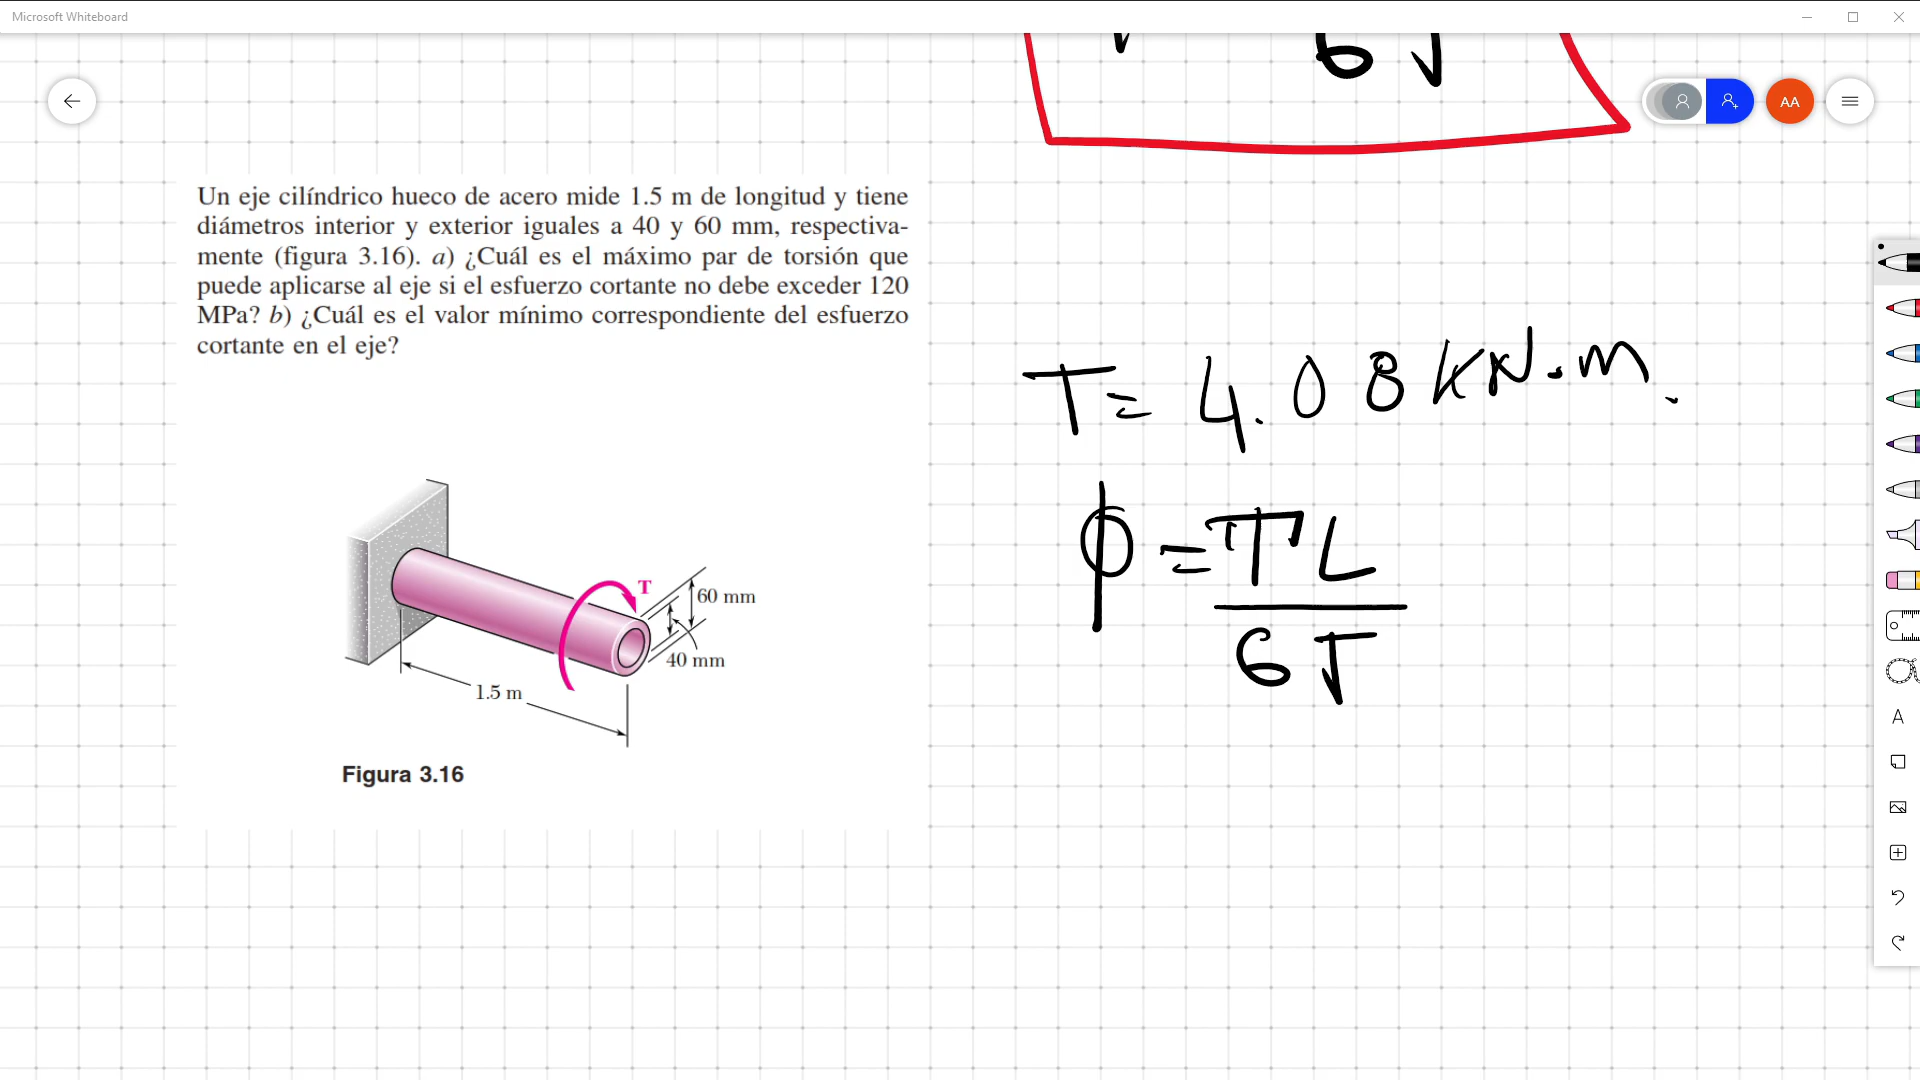 Microsoft Whiteboard
6 J
AA
Un eje cilíndrico hueco de acero mide 1.5 m de longitud y tiene
diámetros interior y exterior iguales a 40 y 60 mm, respectiva-
mente (figura 3.16). a) ¿Cuál es el máximo par de torsión que
puede aplicarse al eje si el esfuerzo cortante no debe exceder 120
MPa? b) ¿Cuál es el valor mínimo correspondiente del esfuerzo
cortante en el eje?
T = 4.08 kN.m.
ϕ = TL
GJ
T
60 mm
40 mm
1.5 m
Figura 3.16
A